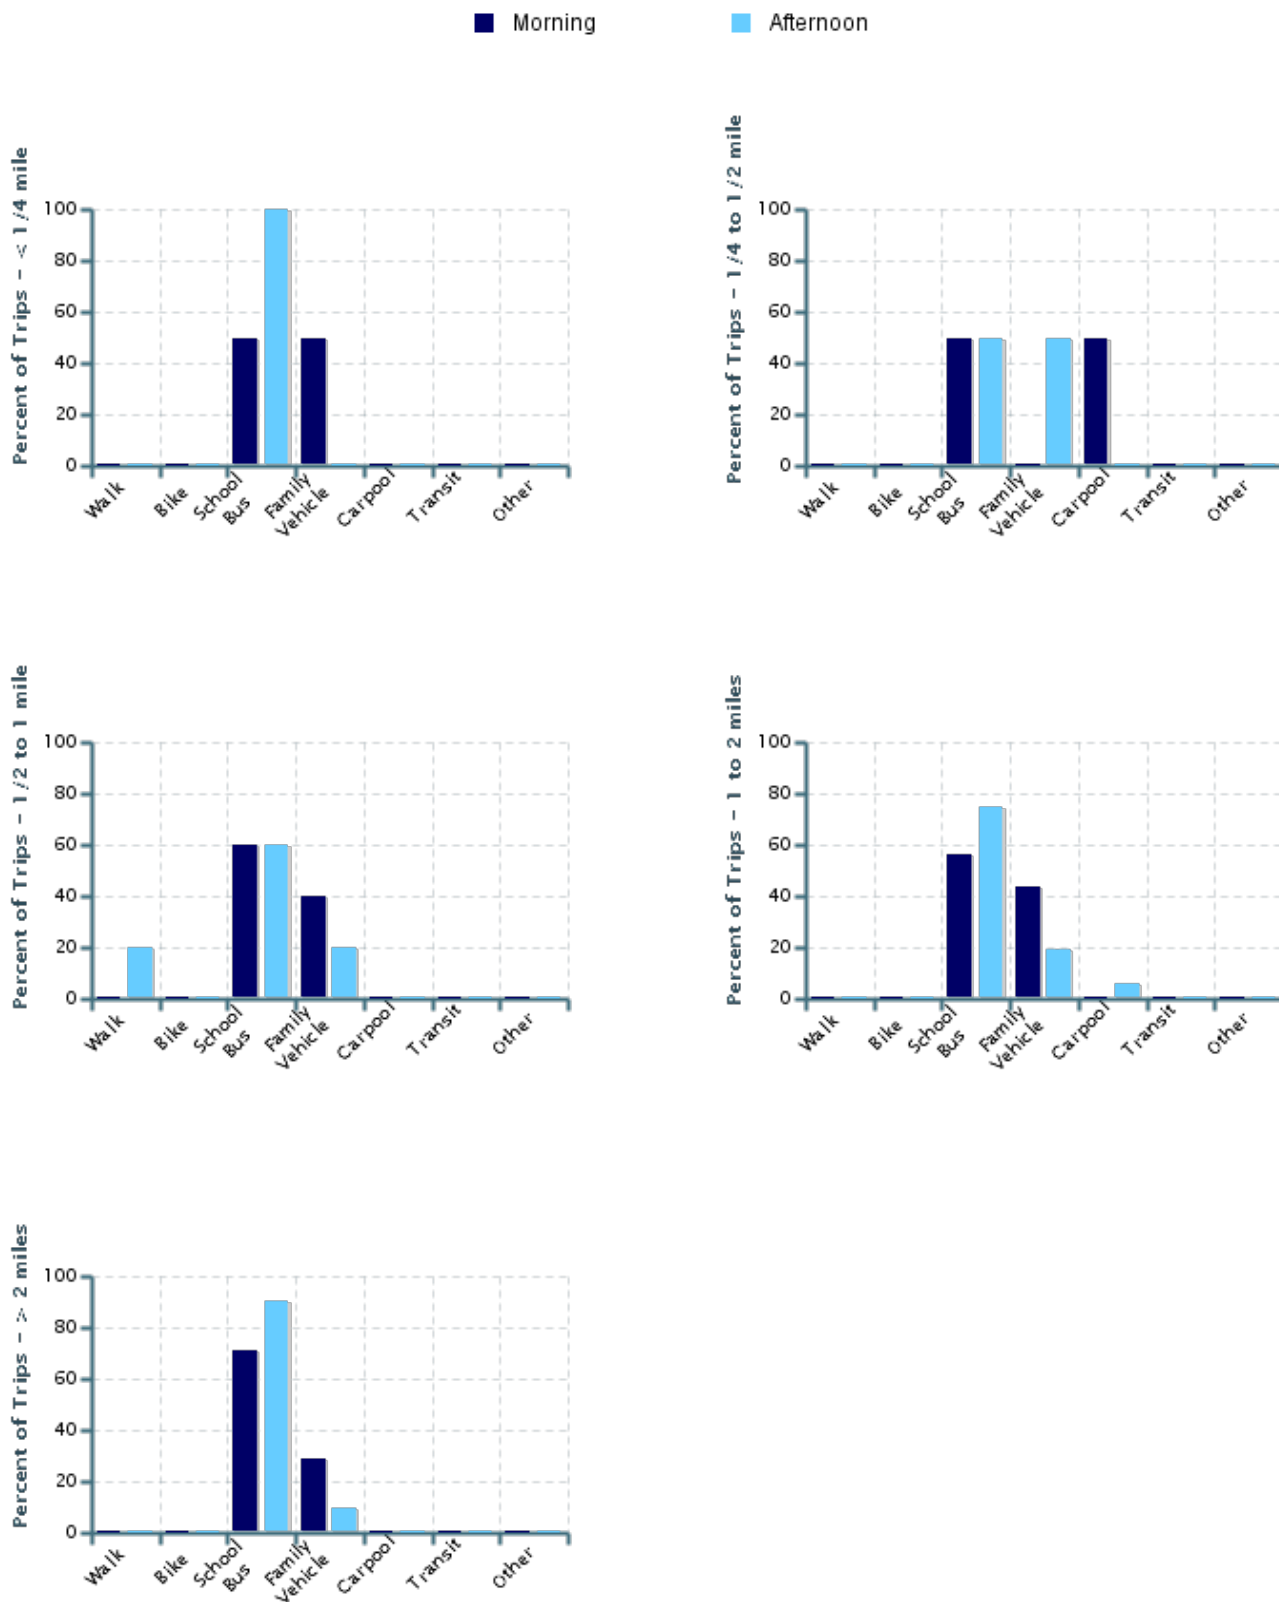 Morning Afternoon
Percent of Trips - < 1/4 mile
100
80
60
40
20
0
Walk
Bike
School
Bus
Family
Vehicle
Carpool
Transit
Other
Percent of Trips - 1/4 to 1/2 mile
100
80
60
40
20
0
Walk
Bike
School
Bus
Family
Vehicle
Carpool
Transit
Other
Percent of Trips - 1/2 to 1 mile
100
80
60
40
20
0
Walk
Bike
School
Bus
Family
Vehicle
Carpool
Transit
Other
Percent of Trips - 1 to 2 miles
100
80
60
40
20
0
Walk
Bike
School
Bus
Family
Vehicle
Carpool
Transit
Other
Percent of Trips - > 2 miles
100
80
60
40
20
0
Walk
Bike
School
Bus
Family
Vehicle
Carpool
Transit
Other